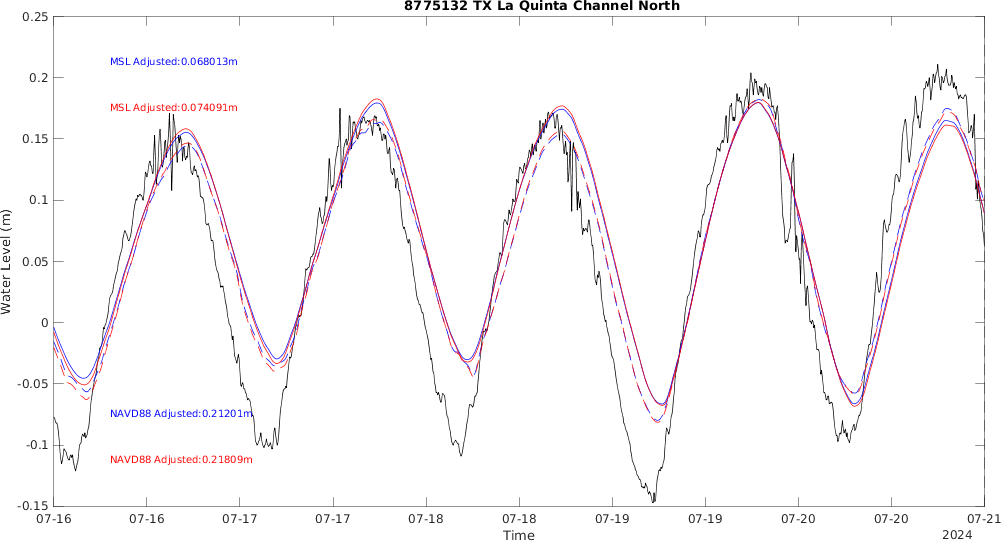 8775132 TX La Quinta Channel North
0.25
0.2
0.15
0.1
0.05
0
-0.05
-0.1
-0.15
Water Level (m)
MSL Adjusted:0.068013m
MSL Adjusted:0.074091m
NAVD88 Adjusted:0.21201m
NAVD88 Adjusted:0.21809m
07-16 07-16 07-17 07-17 07-18 07-18 07-19 07-19 07-20 07-20 07-21
Time
2024